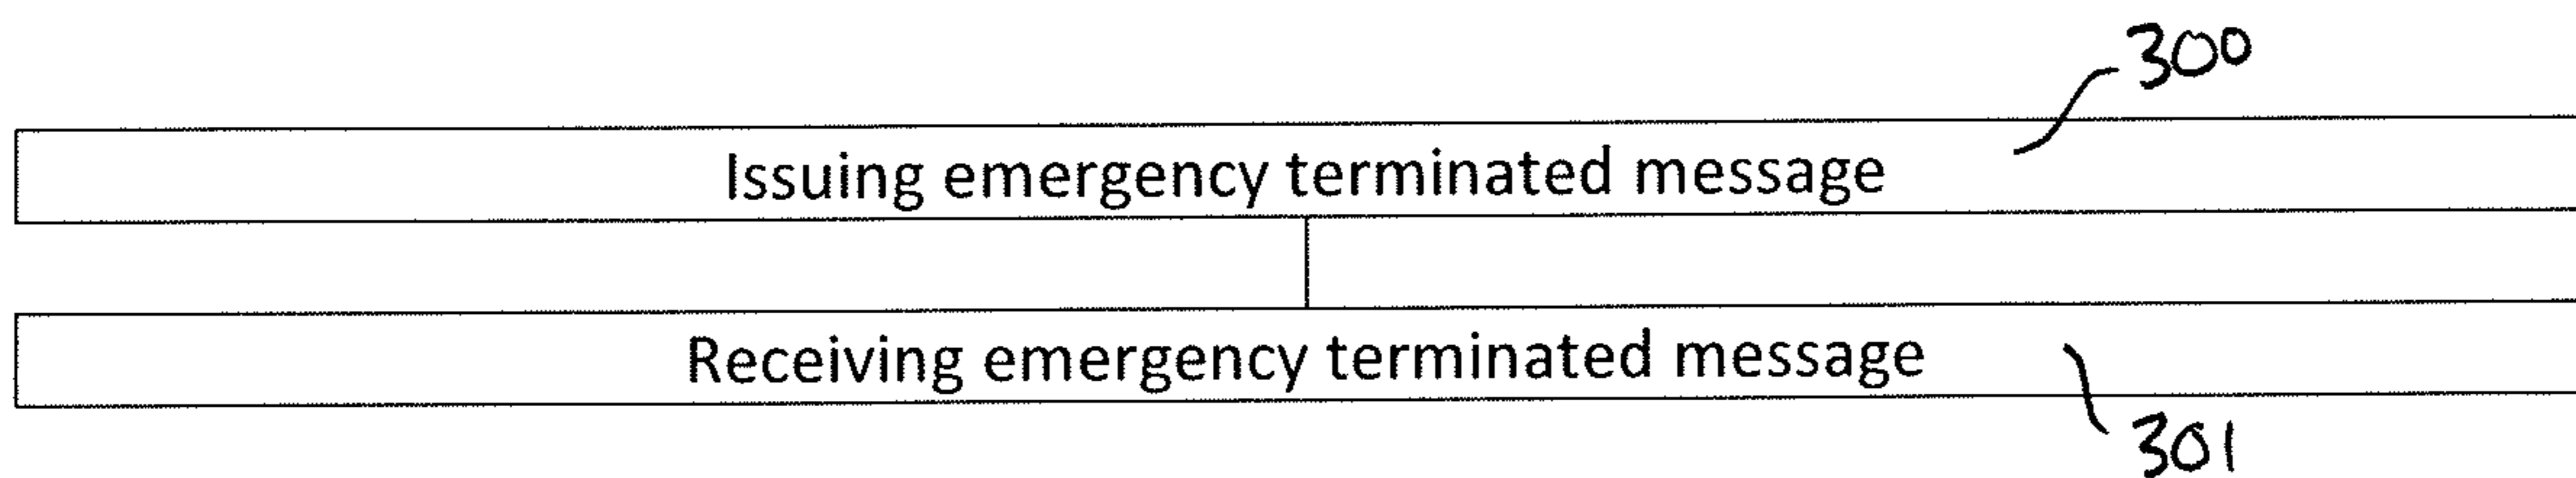 300
Issuing emergency terminated message
Receiving emergency terminated message
301